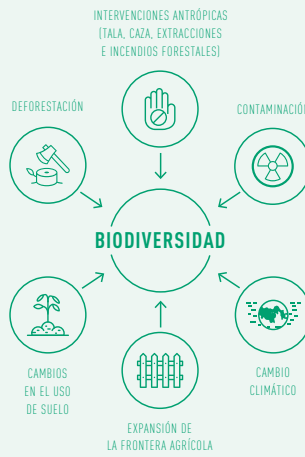 INTERVENCIONES ANTRÓPICAS
(TALA, CAZA, EXTRACCIONES
E INCENDIOS FORESTALES)
DEFORESTACIÓN
CONTAMINACIÓN
BIODIVERSIDAD
CAMBIOS
EN EL USO
DE SUELO
CAMBIO
CLIMÁTICO
EXPANSIÓN DE
LA FRONTERA AGRÍCOLA